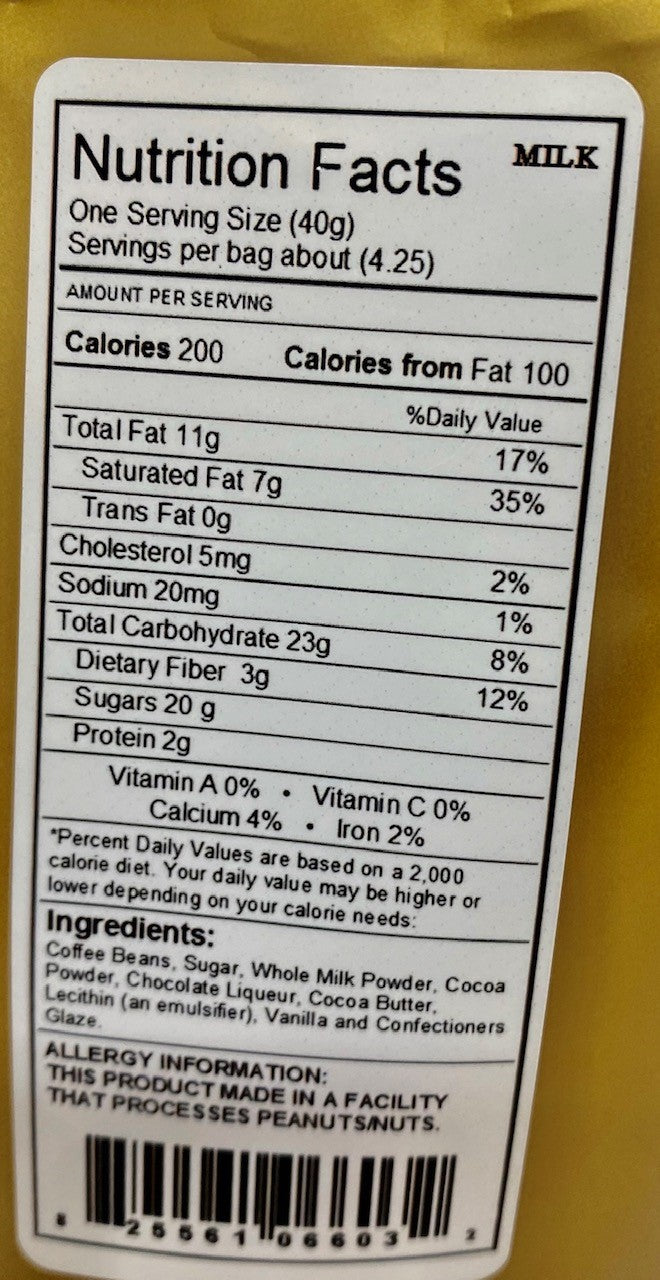 Nutrition Facts MILK
One Serving Size (40g)
Servings per bag about (4.25)
AMOUNT PER SERVING
Calories 200 Calories from Fat 100
%Daily Value
Total Fat 11g 17%
Saturated Fat 7g 35%
Trans Fat 0g
Cholesterol 5mg 2%
Sodium 20mg 1%
Total Carbohydrate 23g 8%
Dietary Fiber 3g 12%
Sugars 20 g
Protein 2g
Vitamin A 0% • Vitamin C 0%
Calcium 4% • Iron 2%
*Percent Daily Values are based on a 2,000
calorie diet. Your daily value may be higher or
lower depending on your calorie needs:
Ingredients:
Coffee Beans, Sugar, Whole Milk Powder, Cocoa
Powder, Chocolate Liqueur, Cocoa Butter,
Lecithin (an emulsifier), Vanilla and Confectioners
Glaze.
ALLERGY INFORMATION:
THIS PRODUCT MADE IN A FACILITY
THAT PROCESSES PEANUTS/NUTS.
8 25561 06603 2